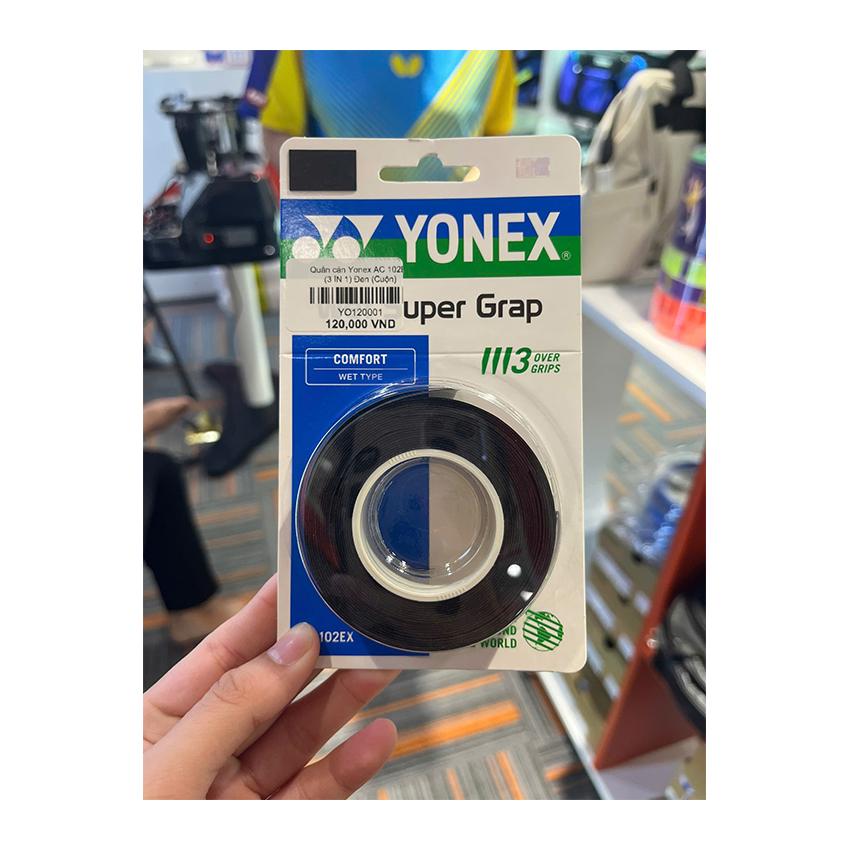 YONEX®
Quấn cán Yonex AC 102E
(3 IN 1) Đen (Cuộn)
YO120001
120,000 VND
uper Grap
COMFORT
WET TYPE
3 OVER
GRIPS
102EX
WORLD